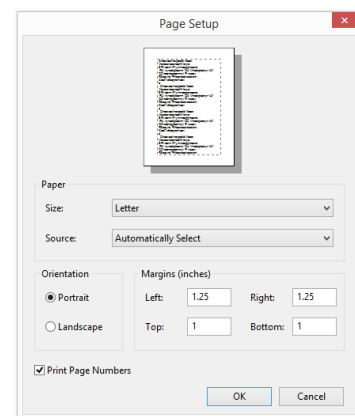 Page Setup
Paper
Size: Letter
Source: Automatically Select
Orientation
Portrait
Landscape
Margins (inches)
Left: 1.25 Right: 1.25
Top: 1 Bottom: 1
Print Page Numbers
OK Cancel